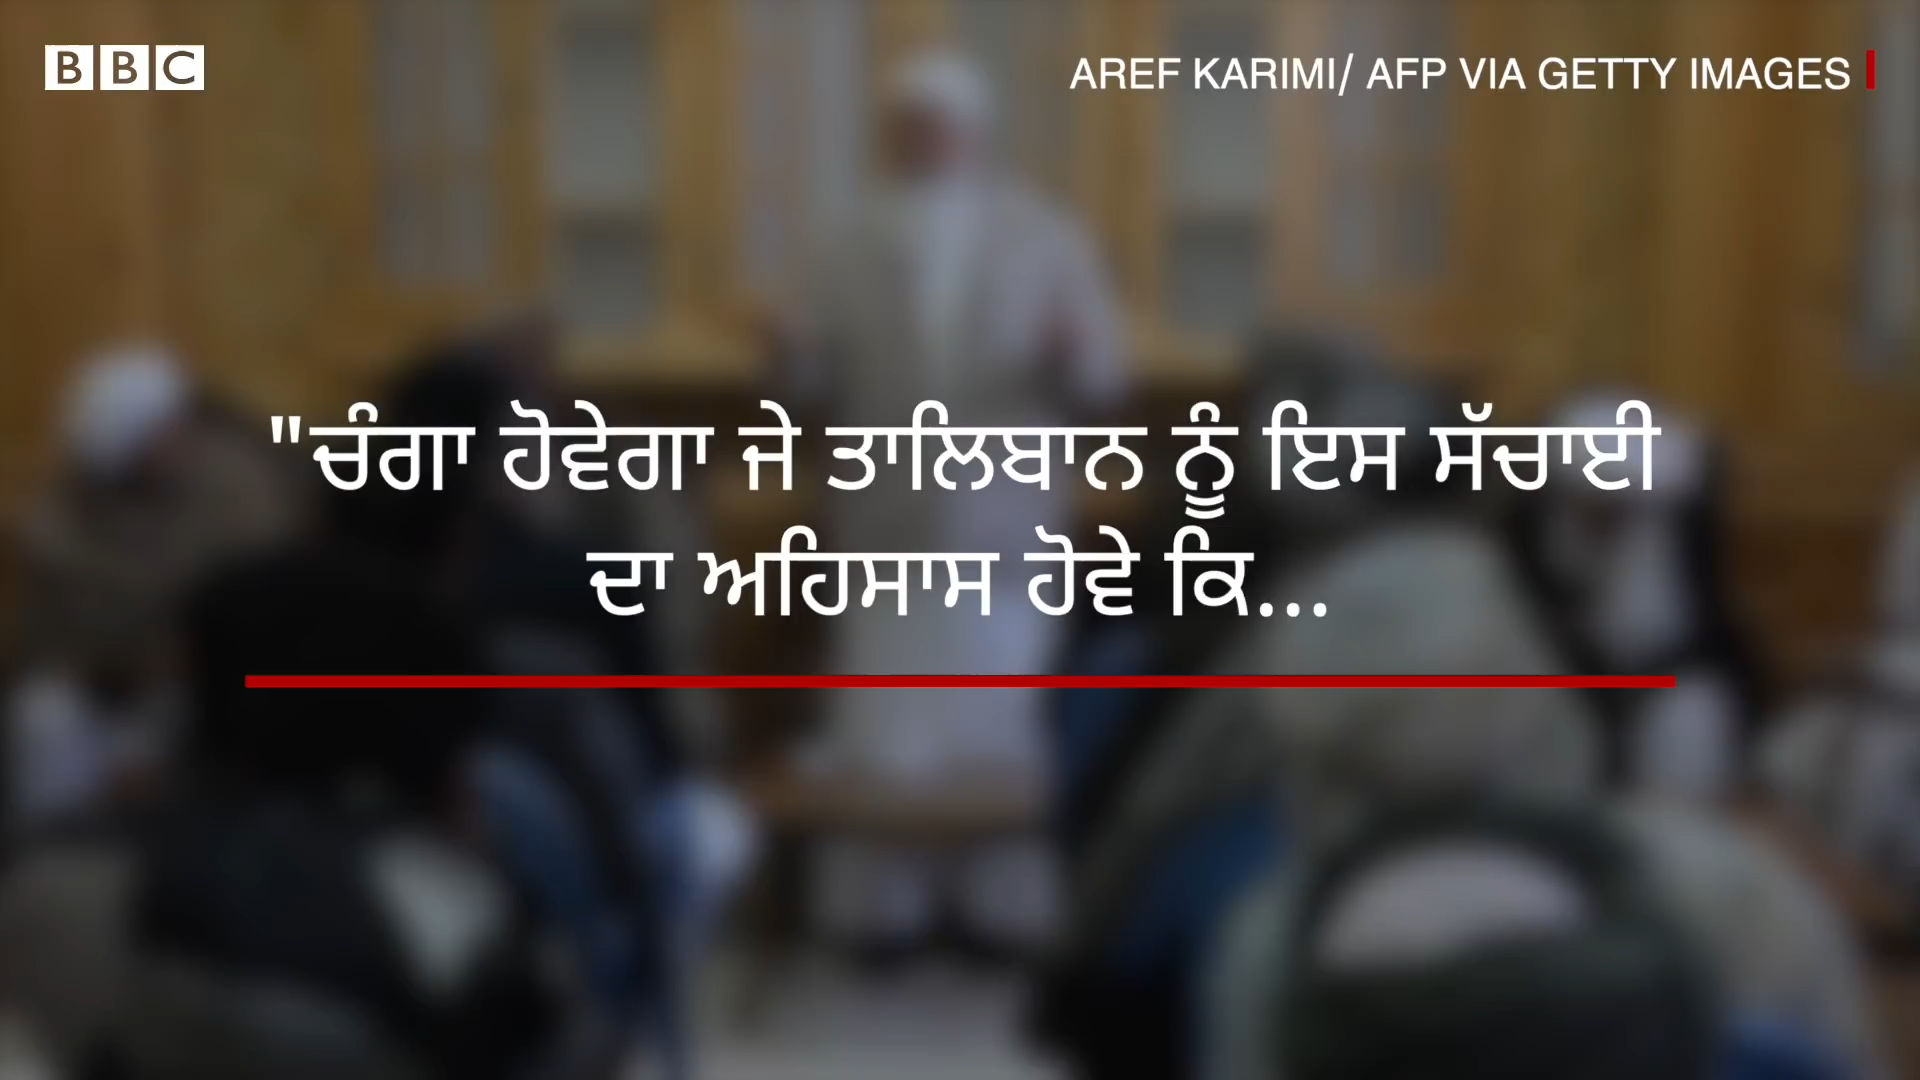 BBC
AREF KARIMI/ AFP VIA GETTY IMAGES
"ਚੰਗਾ ਹੋਵੇਗਾ ਜੇ ਤਾਲਿਬਾਨ ਨੂੰ ਇਸ ਸੱਚਾਈ
ਦਾ ਅਹਿਸਾਸ ਹੋਵੇ ਕਿ...